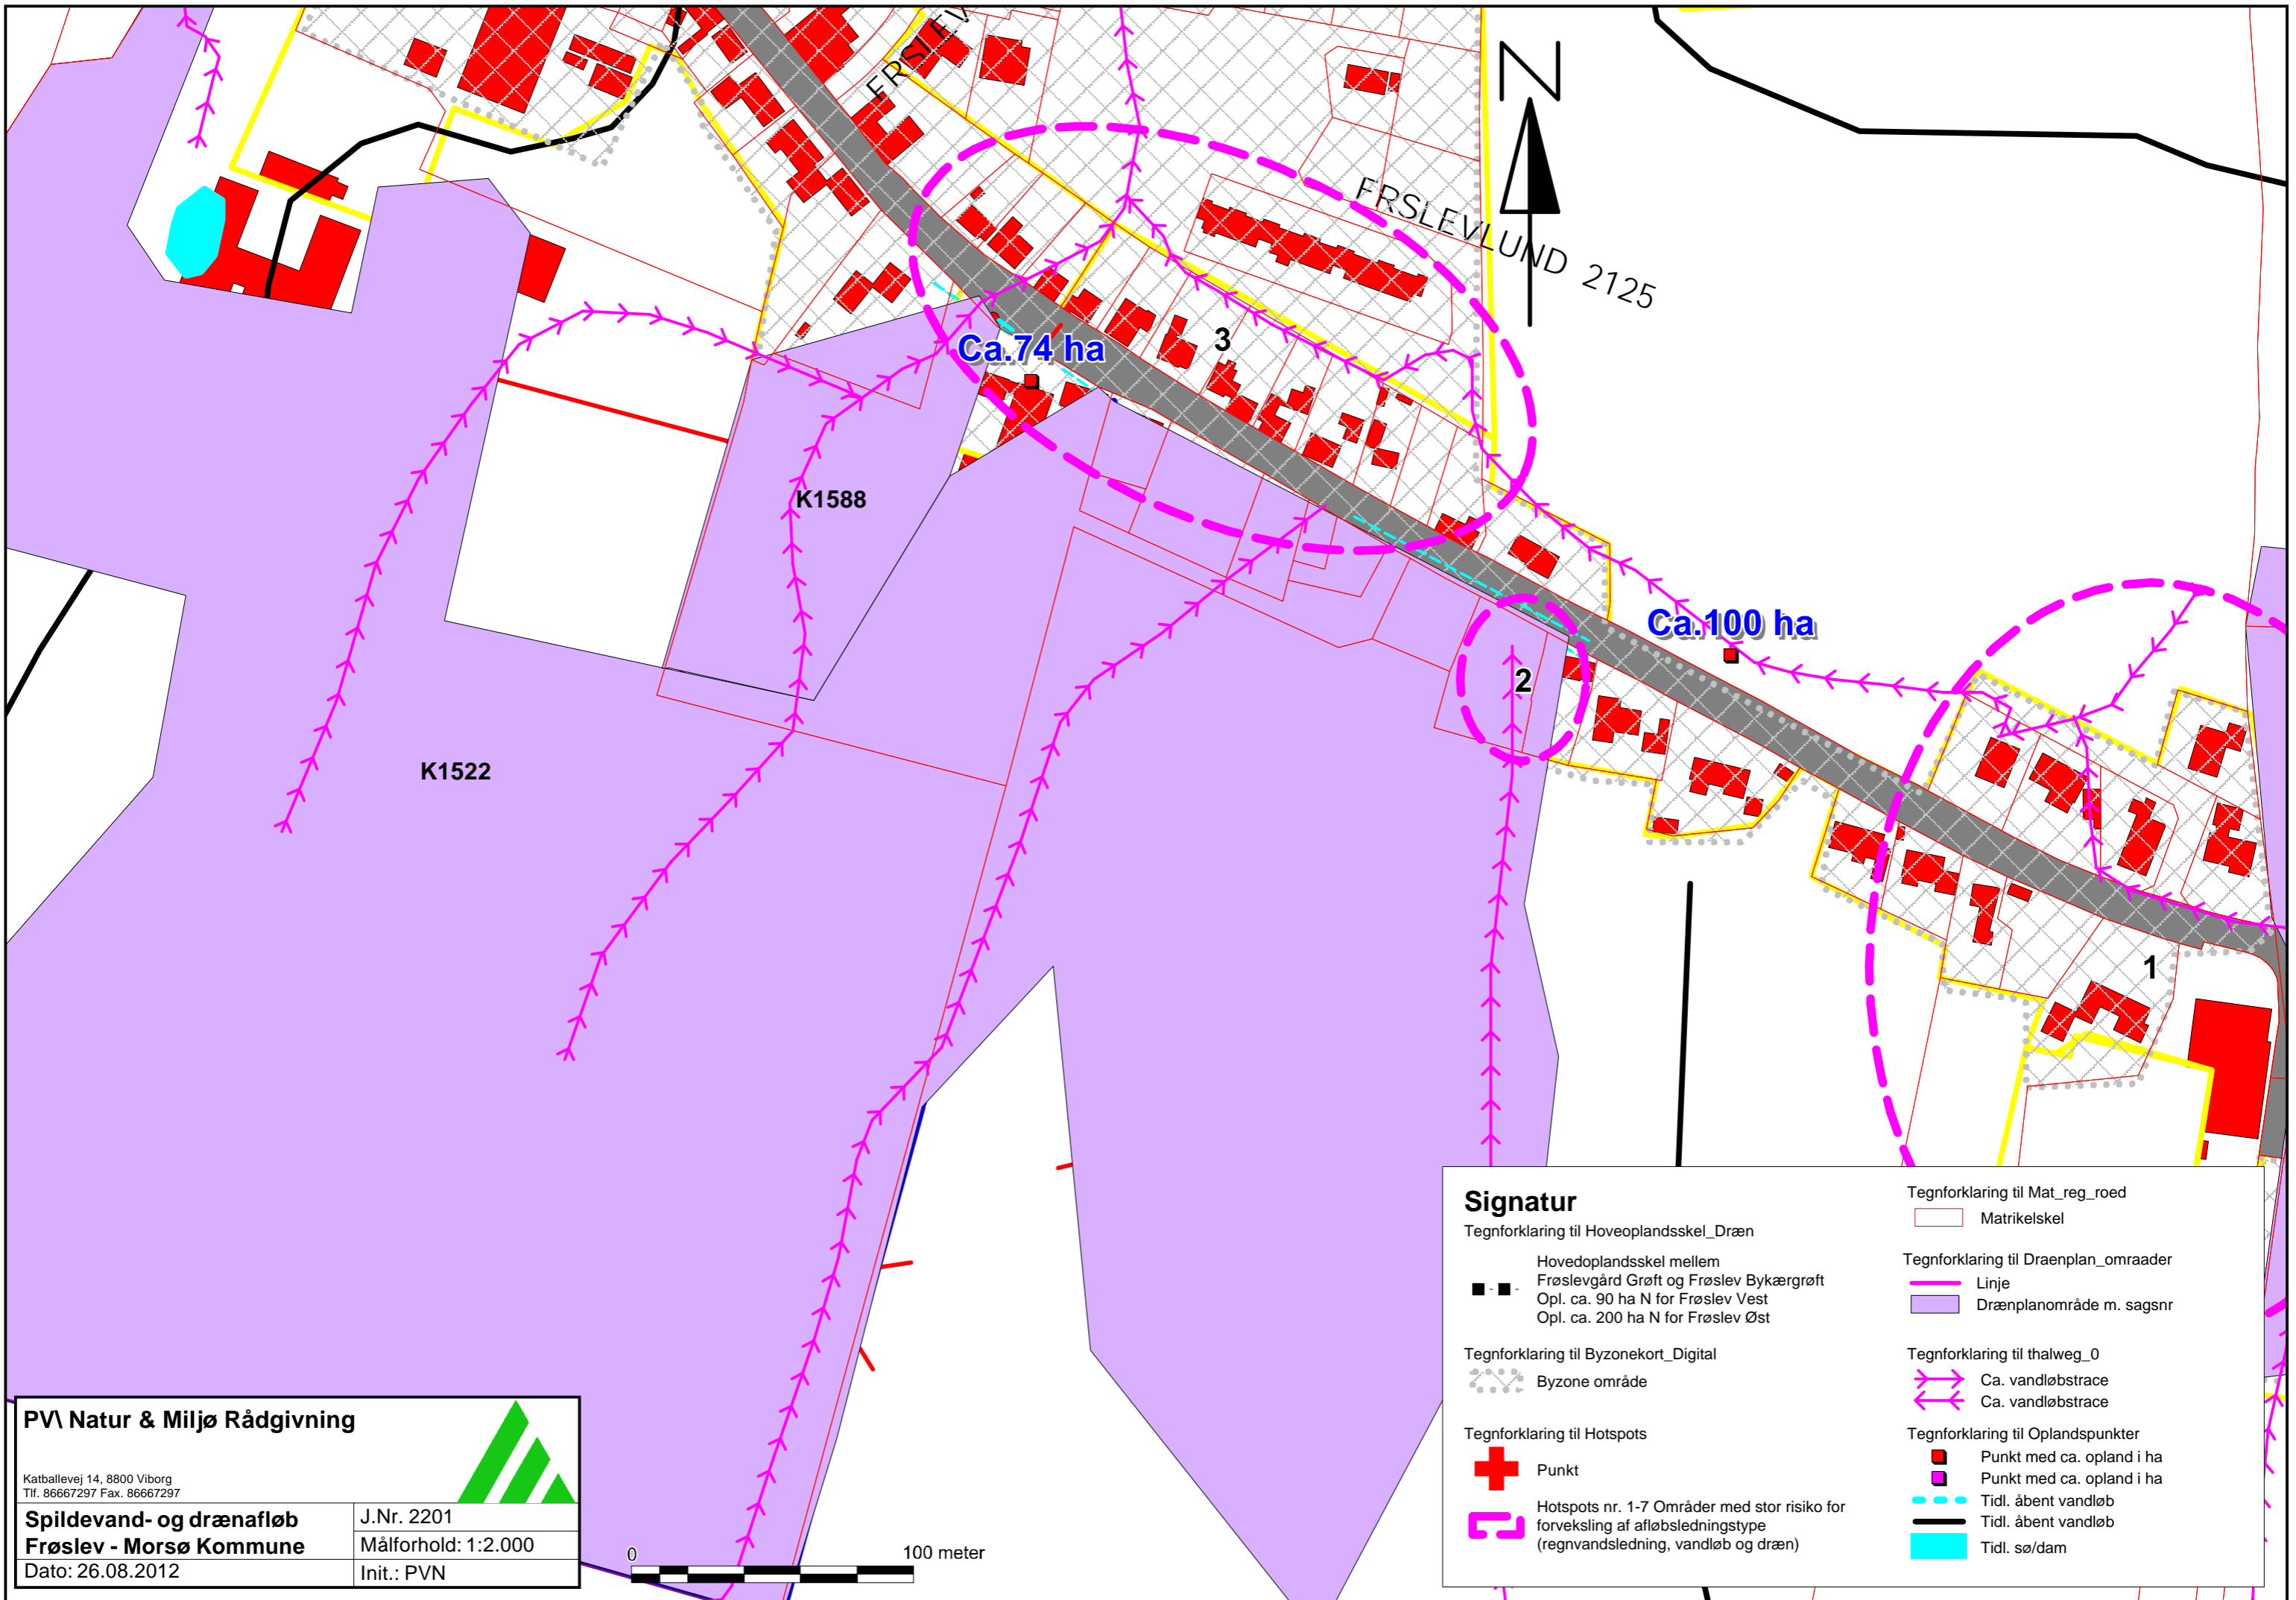 FRSLEV
N
FRSLEVLUND 2125
3
Ca.74 ha
K1588
Ca.100 ha
2
K1522
1
Signatur
Tegnforklaring til Hoveoplandsskel_Dræn
Hovedoplandsskel mellem
Frøslevgård Grøft og Frøslev Bykærgrøft
Opl. ca. 90 ha N for Frøslev Vest
Opl. ca. 200 ha N for Frøslev Øst
Tegnforklaring til Byzonekort_Digital
Byzone område
Tegnforklaring til Hotspots
Punkt
Hotspots nr. 1-7 Områder med stor risiko for
forveksling af afløbsledningstype
(regnvandsledning, vandløb og dræn)
Tegnforklaring til Mat_reg_roed
Matrikelskel
Tegnforklaring til Draenplan_omraader
Linje
Drænplanområde m. sagsnr
Tegnforklaring til thalweg_0
Ca. vandløbstrace
Ca. vandløbstrace
Tegnforklaring til Oplandspunkter
Punkt med ca. opland i ha
Punkt med ca. opland i ha
Tidl. åbent vandløb
Tidl. åbent vandløb
Tidl. sø/dam
PV\ Natur & Miljø Rådgivning
Katballevej 14, 8800 Viborg
Tlf. 86667297 Fax. 86667297
Spildevand- og drænafløb
Frøslev - Morsø Kommune
Dato: 26.08.2012
J.Nr. 2201
Målforhold: 1:2.000
Init.: PVN
0
100 meter